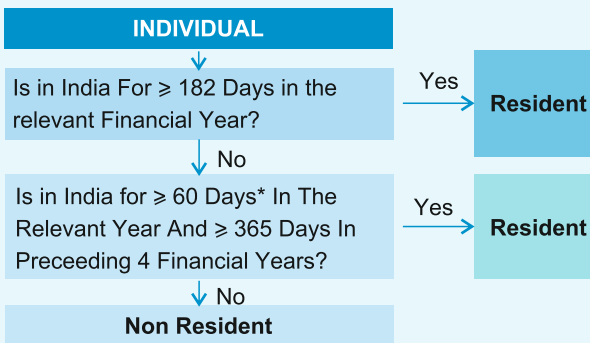 INDIVIDUAL
Is in India For ⩾ 182 Days in the
relevant Financial Year?
Yes
Resident
No
Is in India for ⩾ 60 Days* In The
Relevant Year And ⩾ 365 Days In
Preceeding 4 Financial Years?
Yes
Resident
No
Non Resident